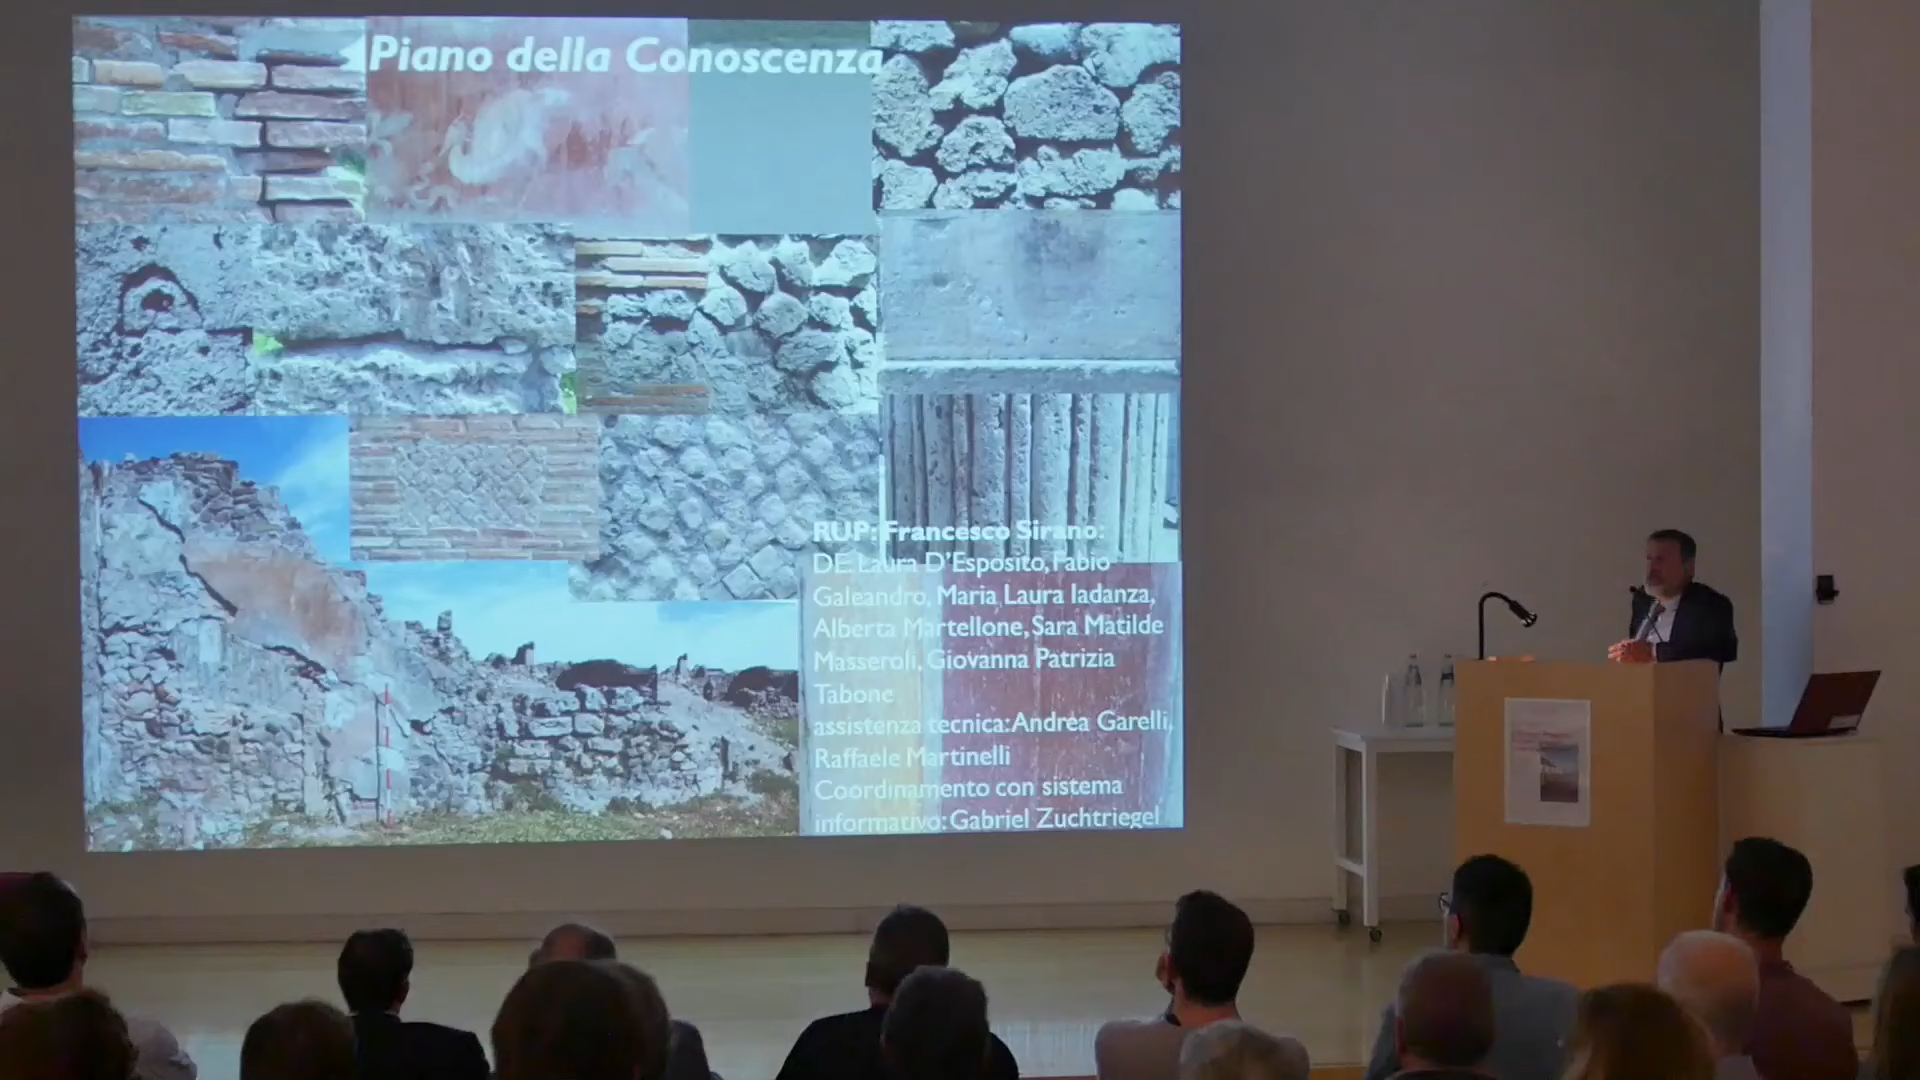 Piano della Conoscenza
RUP: Francesco Sirano:
DE: Laura D'Esposito, Fabio
Galeandro, Maria Laura Iadanza,
Alberta Martellone, Sara Matilde
Masseroli, Giovanna Patrizia
Tabone
assistenza tecnica: Andrea Garelli,
Raffaele Martinelli
Coordinamento con sistema
informativo: Gabriel Zuchtriegel